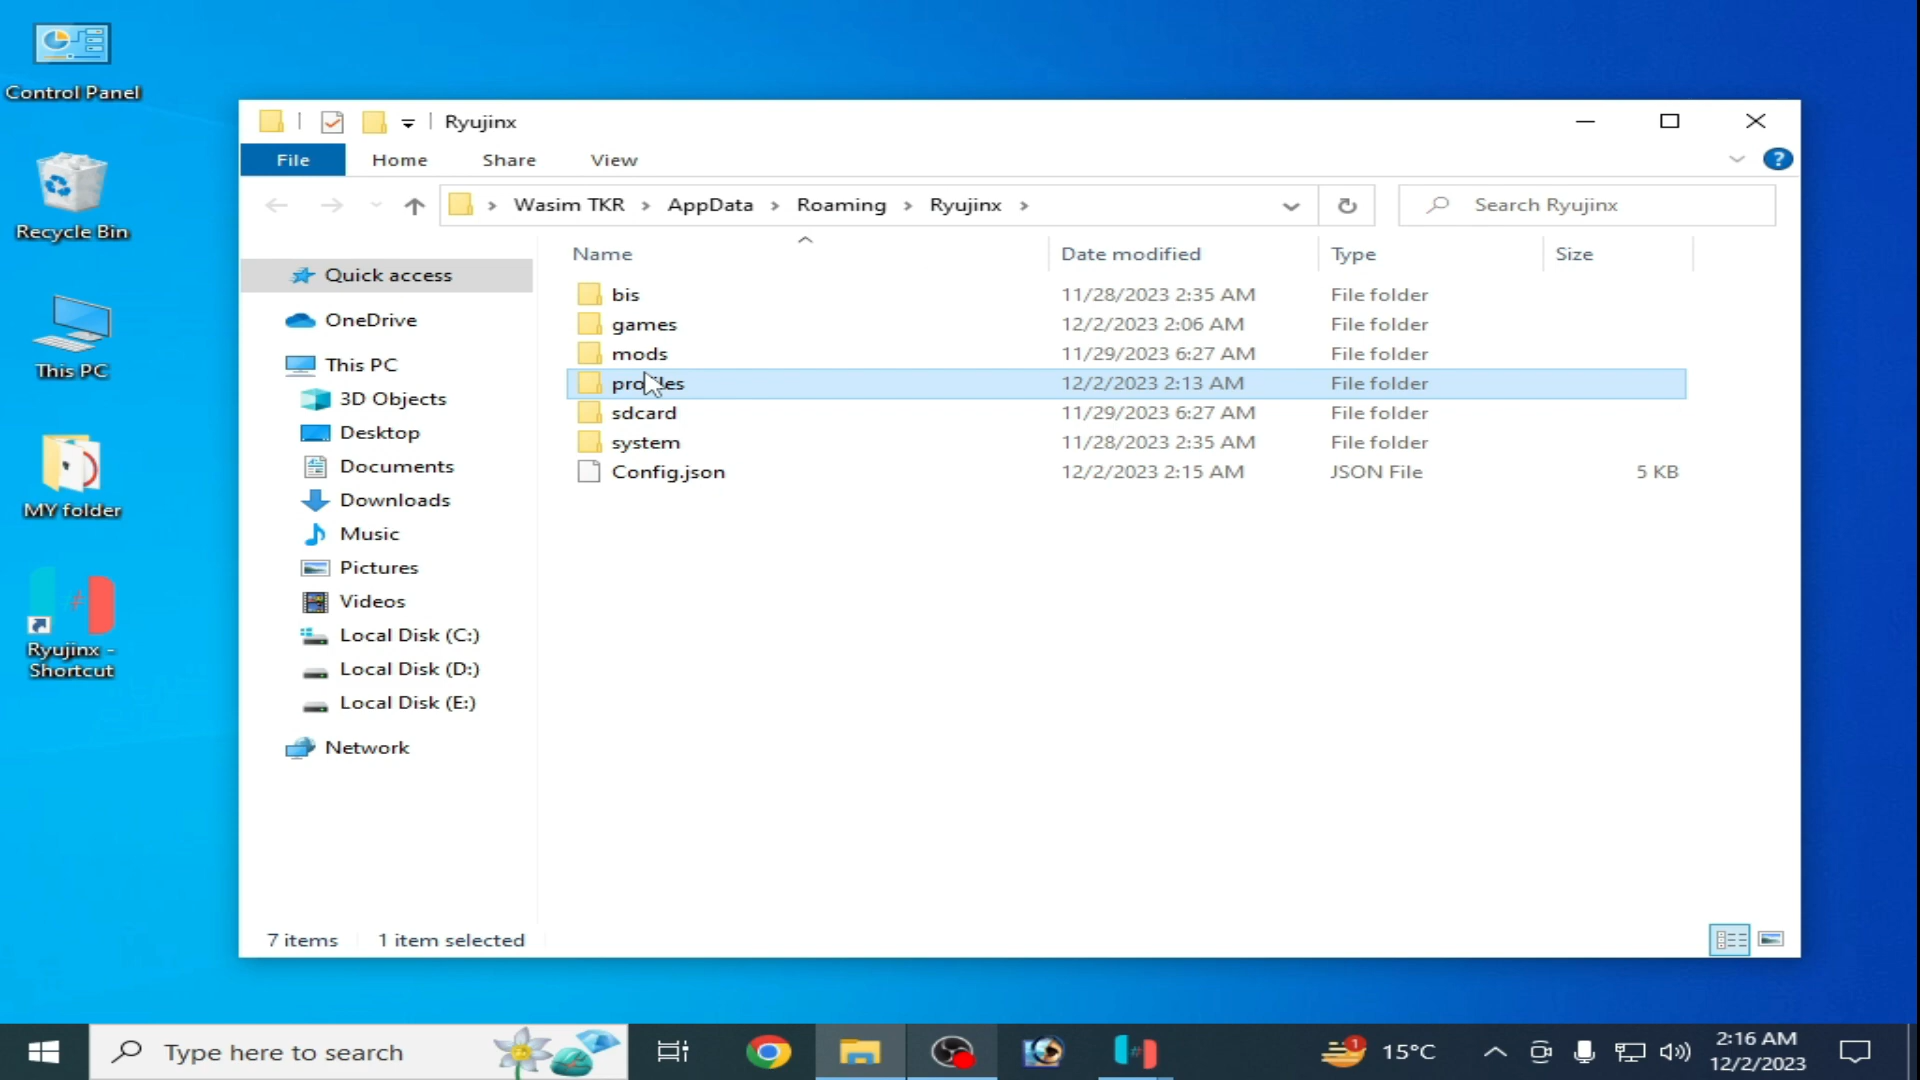 Control Panel
Recycle Bin
This PC
MY folder
Ryujinx -
Shortcut
Ryujinx
File Home Share View
Wasim TKR AppData Roaming Ryujinx
Search Ryujinx
Quick access
OneDrive
This PC
3D Objects
Desktop
Documents
Downloads
Music
Pictures
Videos
Local Disk (C:)
Local Disk (D:)
Local Disk (E:)
Network
Name Date modified Type Size
bis 11/28/2023 2:35 AM File folder
games 12/2/2023 2:06 AM File folder
mods 11/29/2023 6:27 AM File folder
profiles 12/2/2023 2:13 AM File folder
sdcard 11/29/2023 6:27 AM File folder
system 11/28/2023 2:35 AM File folder
Config.json 12/2/2023 2:15 AM JSON File 5 KB
7 items 1 item selected
Type here to search
1
15°C
2:16 AM
12/2/2023